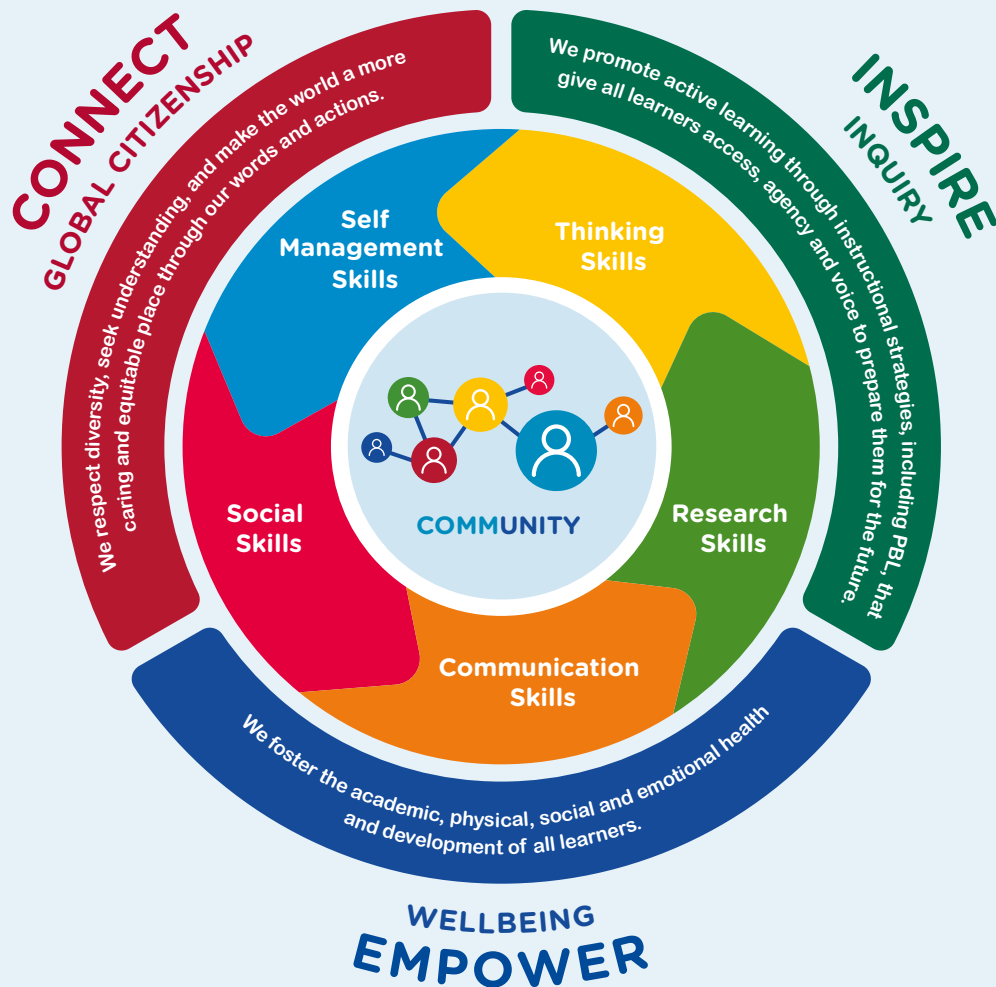 CONNECT
GLOBAL CITIZENSHIP
We respect diversity, seek understanding, and make the world a more
caring and equitable place through our words and actions.
INSPIRE
INQUIRY
We promote active learning through instructional strategies, including PBL, that
give all learners access, agency and voice to prepare them for the future.
Self
Management
Skills
Thinking
Skills
Social
Skills
COMMUNITY
Research
Skills
Communication
Skills
We foster the academic, physical, social and emotional health
and development of all learners.
WELLBEING
EMPOWER